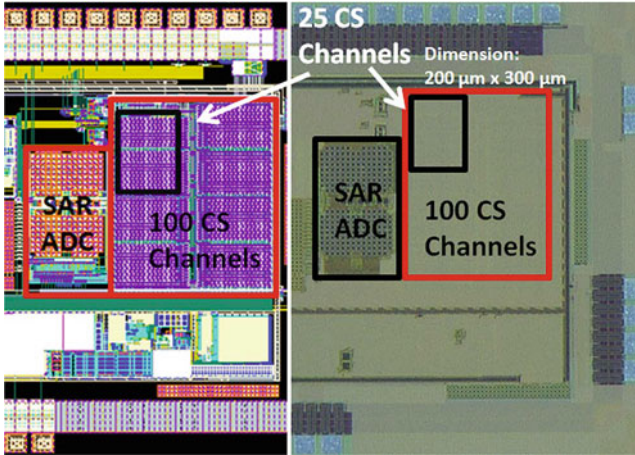 25 CS
Channels
Dimension:
200 µm x 300 µm
SAR
ADC
100 CS
Channels
SAR
ADC
100 CS
Channels